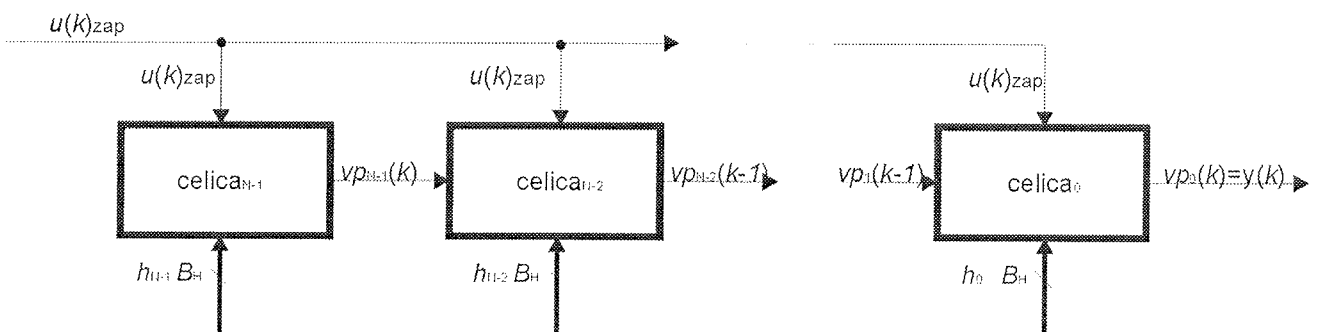 u(k)zap
u(k)zap
u(k)zap
u(k)zap
celicaN-1
vpN-1(k)
celicaN-2
vpN-2(k-1)
vp1(k-1)
celica0
vp0(k)=y(k)
hN-1 BH
hN-2 BH
h0 BH